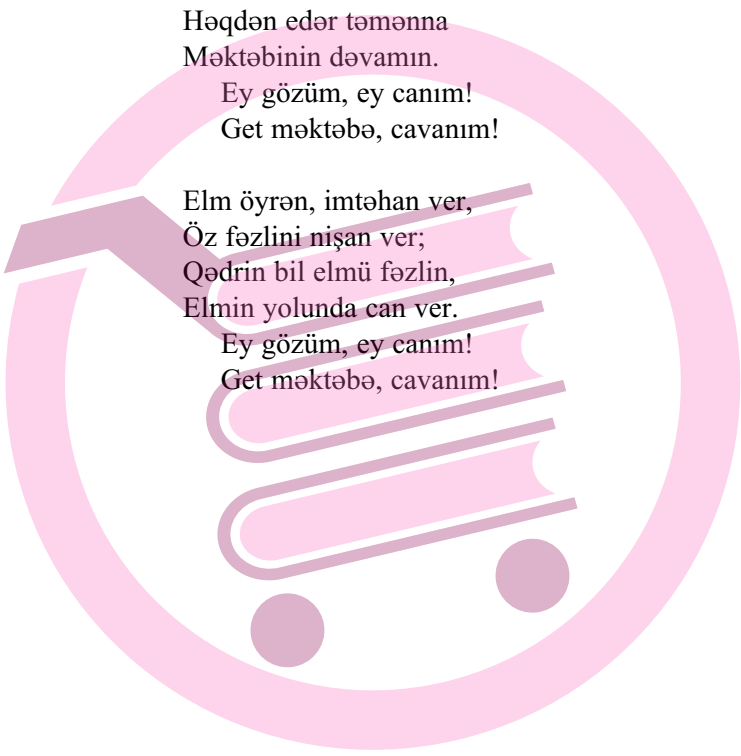 Həqdən edər təmənna
Məktəbinin dəvamın.
Ey gözüm, ey canım!
Get məktəbə, cavanım!
Elm öyrən, imtəhan ver,
Öz fəzlini nişan ver;
Qədrin bil elmü fəzlin,
Elmin yolunda can ver.
Ey gözüm, ey canım!
Get məktəbə, cavanım!